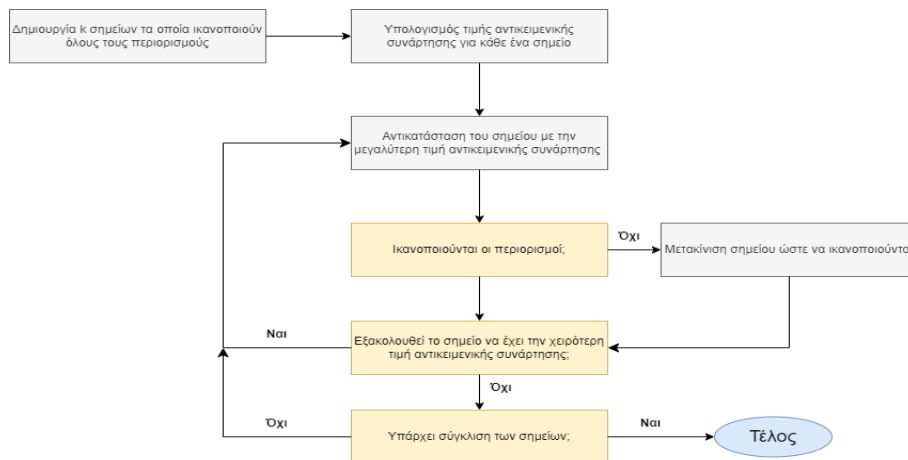 Δημιουργία k σημείων τα οποία ικανοποιούν
όλους τους περιορισμούς
Υπολογισμός τιμής αντικειμενικής
συνάρτησης για κάθε ένα σημείο
Αντικατάσταση του σημείου με την
μεγαλύτερη τιμή αντικειμενικής συνάρτησης
Ικανοποιούνται οι περιορισμοί;
Όχι
Μετακίνιση σημείου ώστε να ικανοποιούντα
Ναι
Εξακολουθεί το σημείο να έχει την χειρότερη
τιμή αντικειμενικής συνάρτησης;
Όχι
Όχι
Υπάρχει σύγκλιση των σημείων;
Ναι
Τέλος